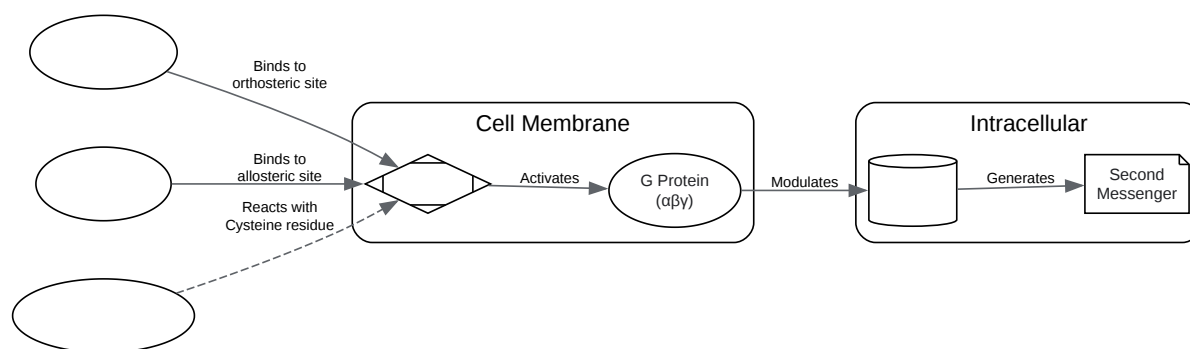 Binds to
orthosteric site
Cell Membrane
Intracellular
Binds to
allosteric site
Activates
G Protein
(αβγ)
Modulates
Generates
Second
Messenger
Reacts with
Cysteine residue